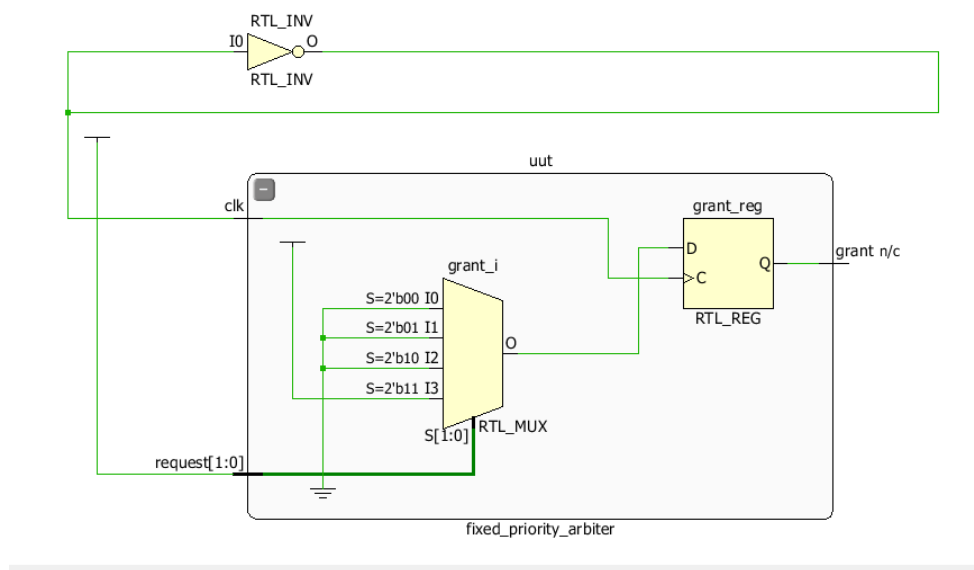 RTL_INV
I0
O
RTL_INV
uut
clk
grant_reg
D
grant n/c
Q
C
grant_i
S=2'b00 I0
RTL_REG
S=2'b01 I1
O
S=2'b10 I2
S=2'b11 I3
RTL_MUX
S[1:0]
request[1:0]
fixed_priority_arbiter